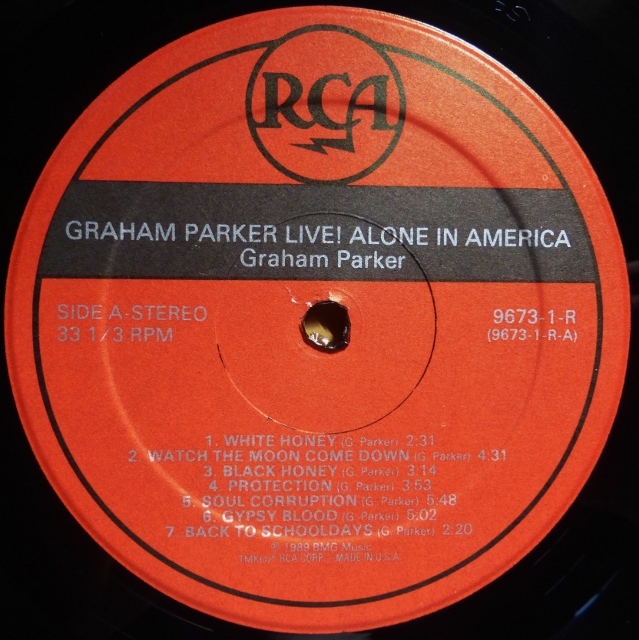 RCA
GRAHAM PARKER LIVE! ALONE IN AMERICA
Graham Parker
SIDE A-STEREO
33 1/3 RPM
9673-1-R
(9673-1-R-A)
1. WHITE HONEY (G. Parker) 2:31
2. WATCH THE MOON COME DOWN (G. Parker) 4:31
3. BLACK HONEY (G. Parker) 3:14
4. PROTECTION (G. Parker) 3:53
5. SOUL CORRUPTION (G. Parker) 5:48
6. GYPSY BLOOD (G. Parker) 5:02
7. BACK TO SCHOOLDAYS (G. Parker) 2:20
℗ 1989 BMG Music
TMK(s)® RCA CORP. – MADE IN U.S.A.